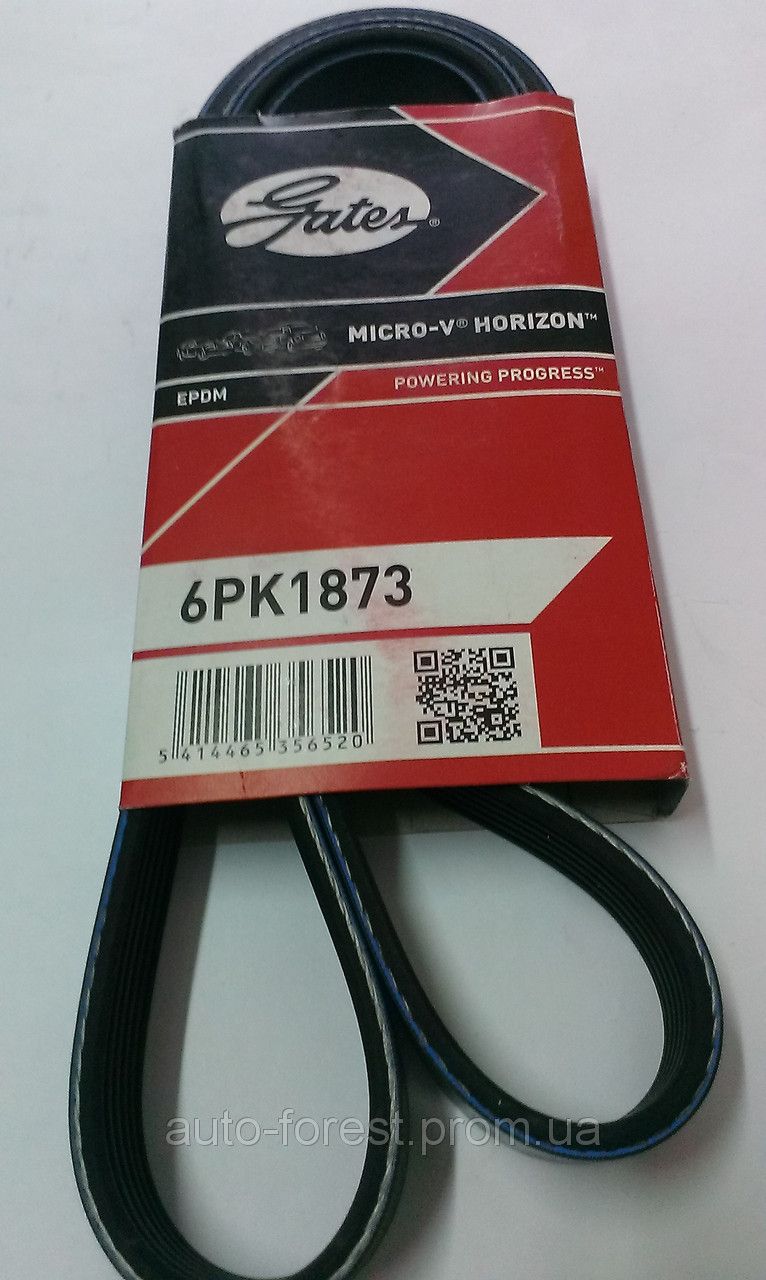 Gates®
MICRO-V® HORIZON™
EPDM
POWERING PROGRESS™
6PK1873
5 414465 356520
auto-forest.prom.ua